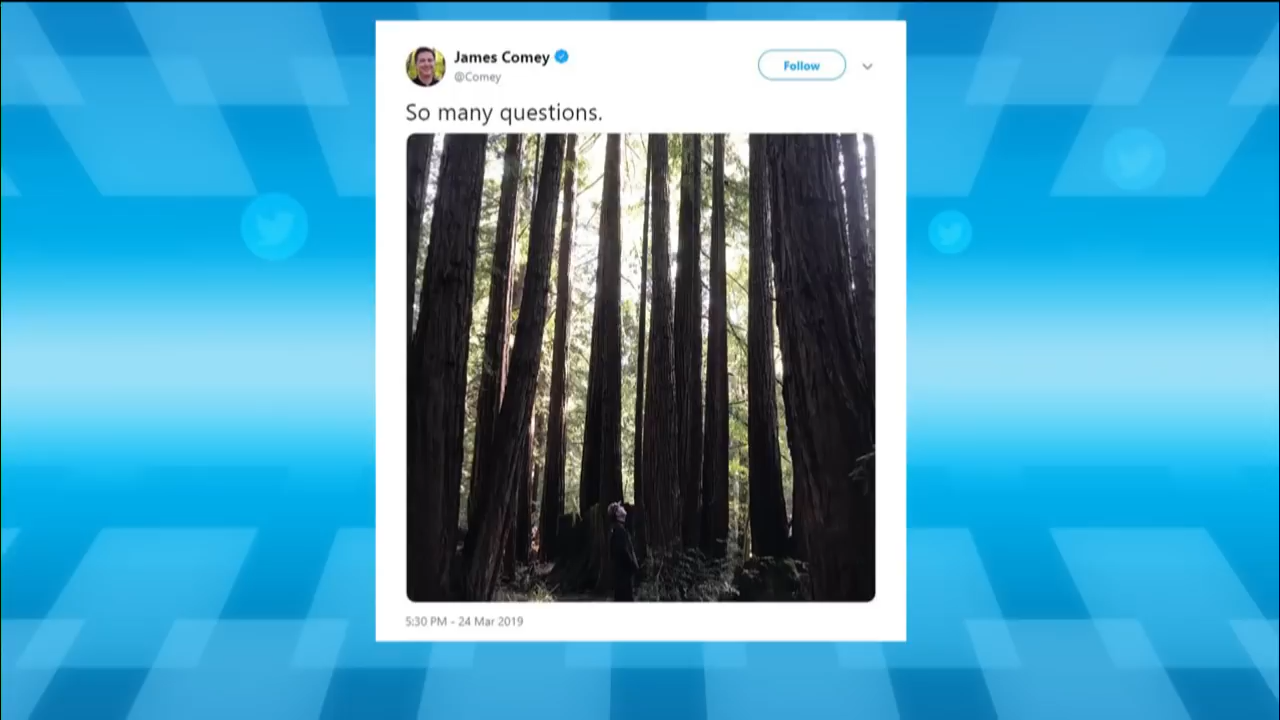 James Comey
@Comey
Follow
So many questions.
5:30 PM - 24 Mar 2019